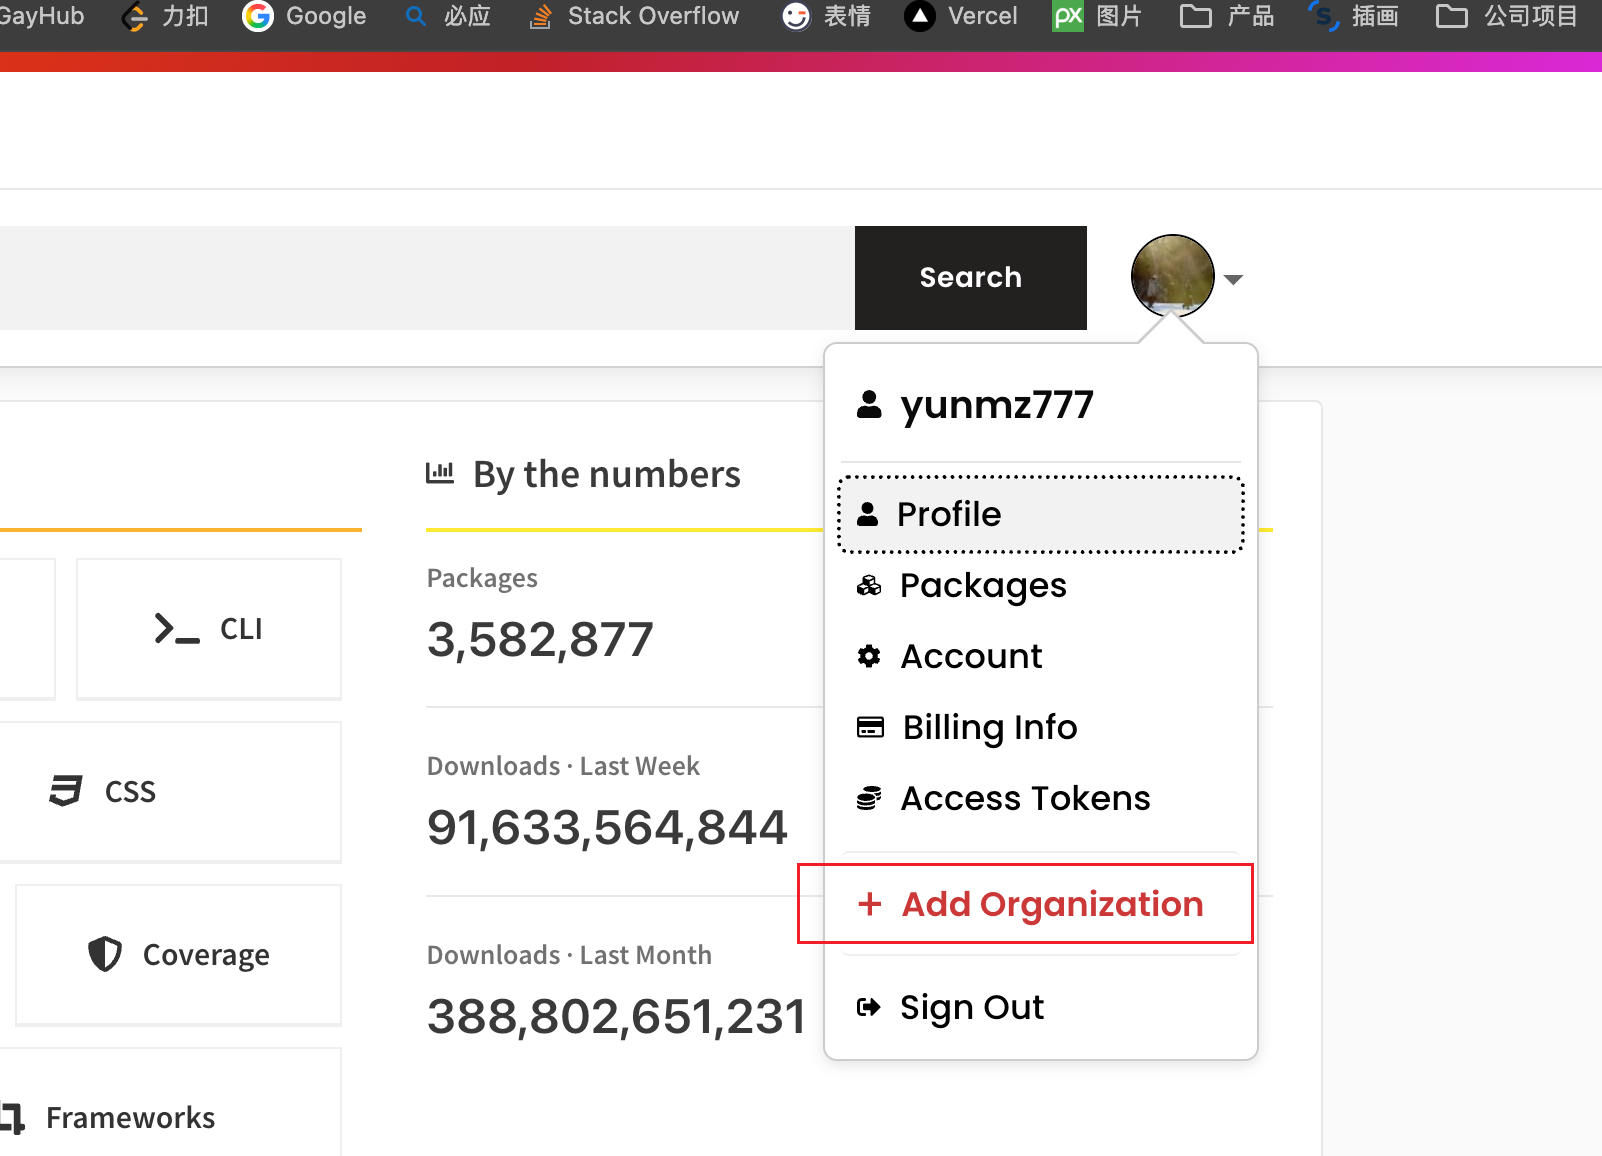 GayHub 力扣 Google 必应 Stack Overflow 表情 Vercel px 图片 产品 S 插画 公司项目
Search
yunmz777
Profile
Packages
Account
Billing Info
Access Tokens
+ Add Organization
Sign Out
By the numbers
Packages
3,582,877
Downloads · Last Week
91,633,564,844
Downloads · Last Month
388,802,651,231
CLI
CSS
Coverage
Frameworks